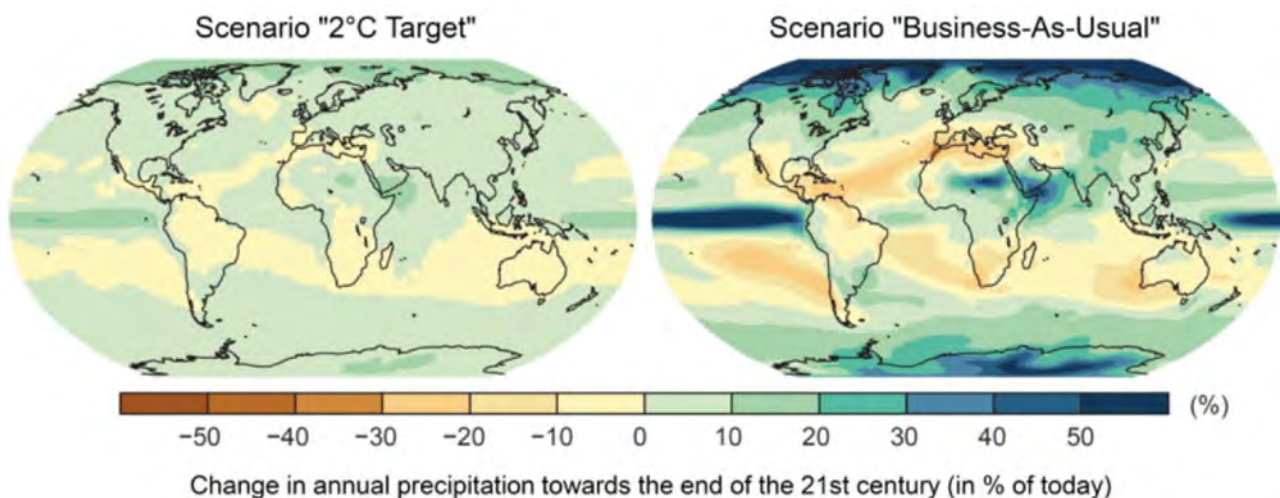 Scenario "2°C Target"
Scenario "Business-As-Usual"
−50 −40 −30 −20 −10 0 10 20 30 40 50 (%)
Change in annual precipitation towards the end of the 21st century (in % of today)